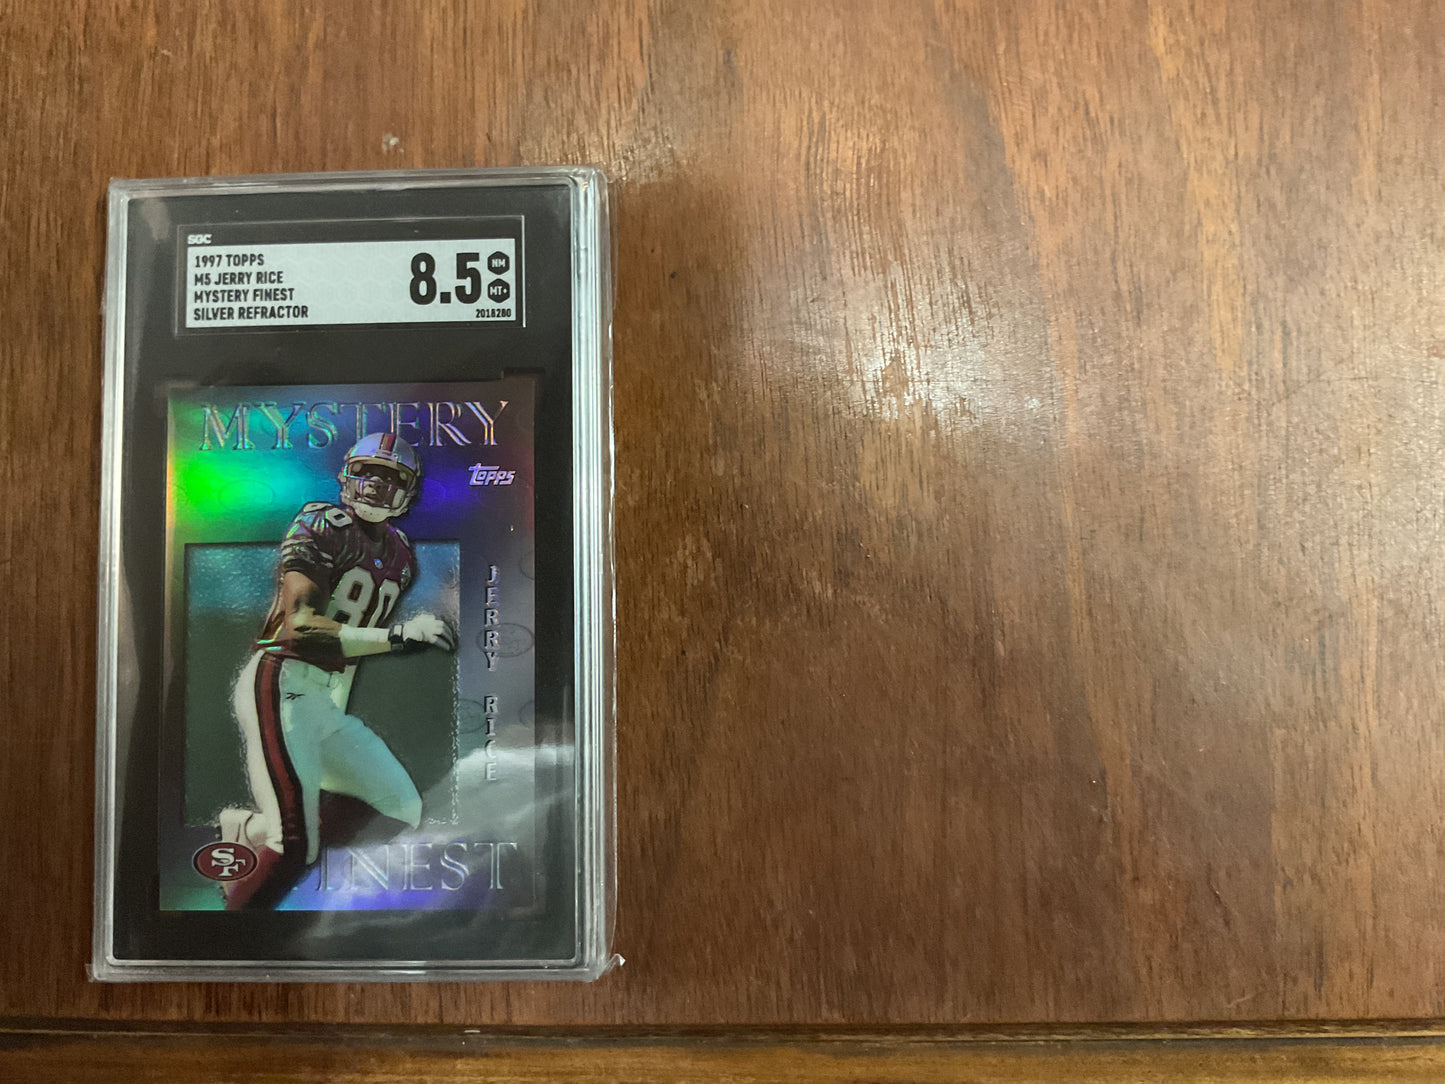 SGC
1997 TOPPS
M5 JERRY RICE
MYSTERY FINEST
SILVER REFRACTOR
8.5
NM
MT+
2018280
MYSTERY
Topps
80
80
JERRY RICE
SF
FINEST